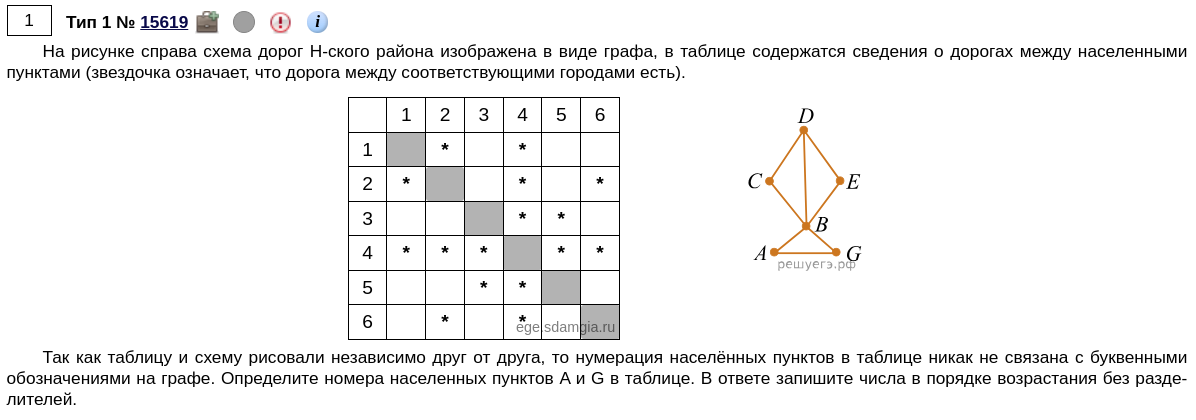 1 Тип 1 № 15619 i
На рисунке справа схема дорог Н-ского района изображена в виде графа, в таблице содержатся сведения о дорогах между населенными
пунктами (звездочка означает, что дорога между соответствующими городами есть).
1 2 3 4 5 6
1 * *
2 * * *
3 * *
4 * * * * *
5 * *
6 * *
ege.sdamgia.ru
D
C E
B
A G
решуегэ.рф
Так как таблицу и схему рисовали независимо друг от друга, то нумерация населённых пунктов в таблице никак не связана с буквенными
обозначениями на графе. Определите номера населенных пунктов A и G в таблице. В ответе запишите числа в порядке возрастания без разде-
лителей.